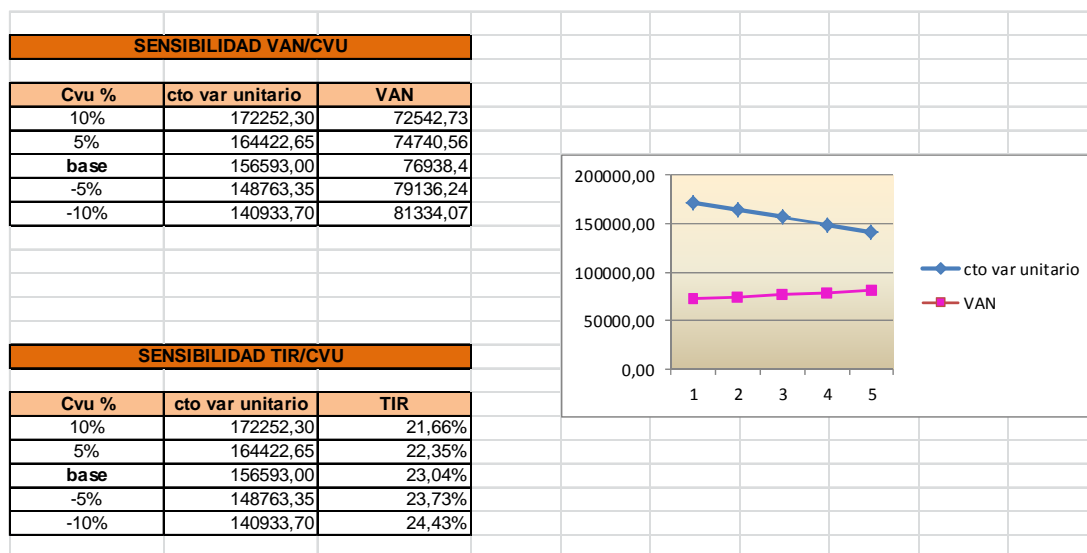 SENSIBILIDAD VAN/CVU
Cvu % cto var unitario VAN
10% 172252,30 72542,73
5% 164422,65 74740,56
base 156593,00 76938,4
-5% 148763,35 79136,24
-10% 140933,70 81334,07
200000,00
150000,00
100000,00
50000,00
0,00
1 2 3 4 5
cto var unitario
VAN
SENSIBILIDAD TIR/CVU
Cvu % cto var unitario TIR
10% 172252,30 21,66%
5% 164422,65 22,35%
base 156593,00 23,04%
-5% 148763,35 23,73%
-10% 140933,70 24,43%